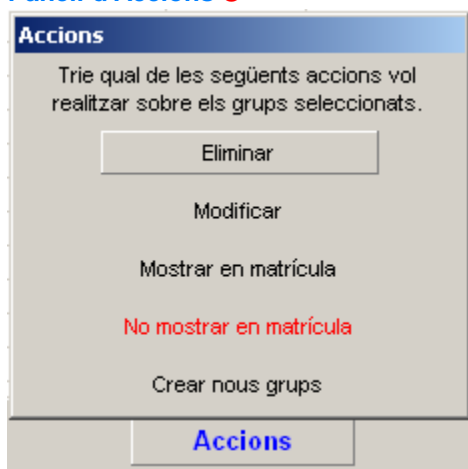 Accions
Trie qual de les següents accions vol
realitzar sobre els grups seleccionats.
Eliminar
Modificar
Mostrar en matrícula
No mostrar en matrícula
Crear nous grups
Accions